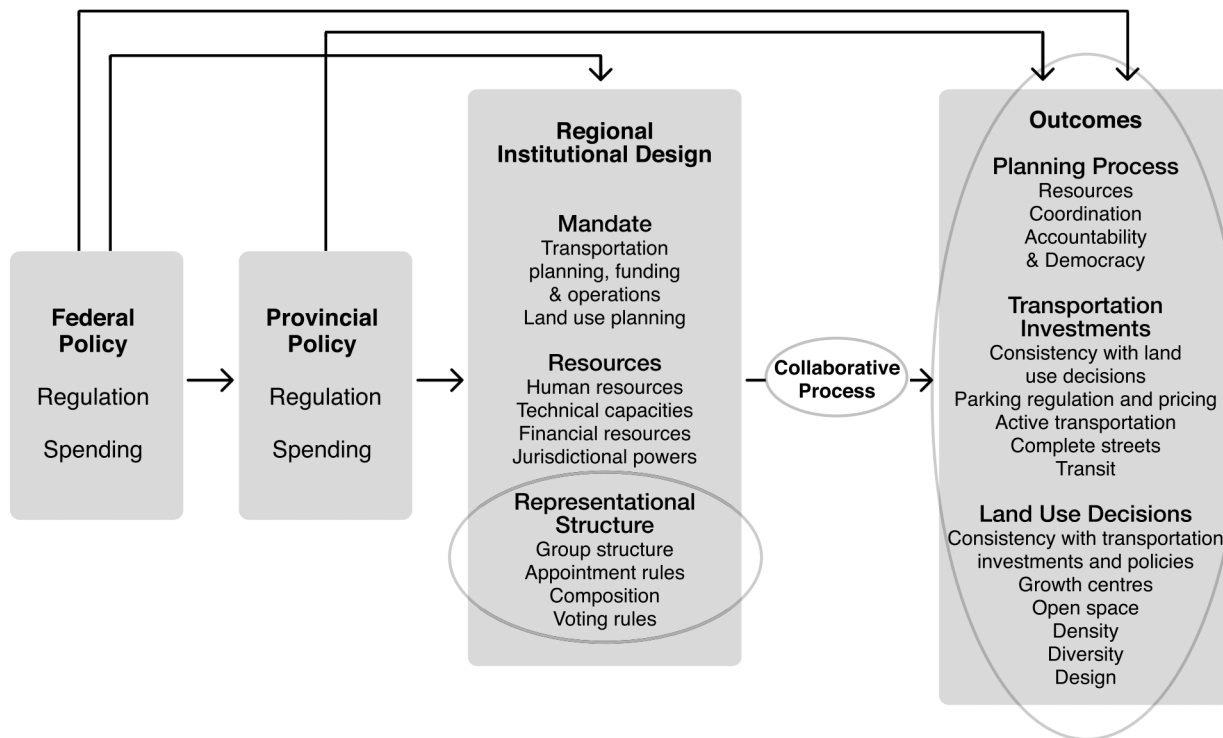 Federal
Policy
Regulation
Spending
Provincial
Policy
Regulation
Spending
Regional
Institutional Design
Mandate
Transportation
planning, funding
& operations
Land use planning
Resources
Human resources
Technical capacities
Financial resources
Jurisdictional powers
Representational
Structure
Group structure
Appointment rules
Composition
Voting rules
Collaborative
Process
Outcomes
Planning Process
Resources
Coordination
Accountability
& Democracy
Transportation
Investments
Consistency with land
use decisions
Parking regulation and pricing
Active transportation
Complete streets
Transit
Land Use Decisions
Consistency with transportation
investments and policies
Growth centres
Open space
Density
Diversity
Design